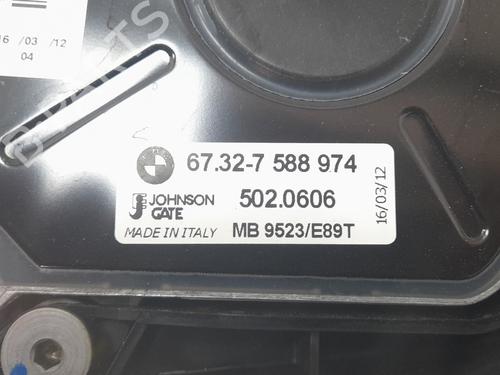 16 /03 /12
04
B-PARTS
67.32-7 588 974
JOHNSON
GATE
502.0606
MADE IN ITALY
MB 9523/E89T
16/03/12